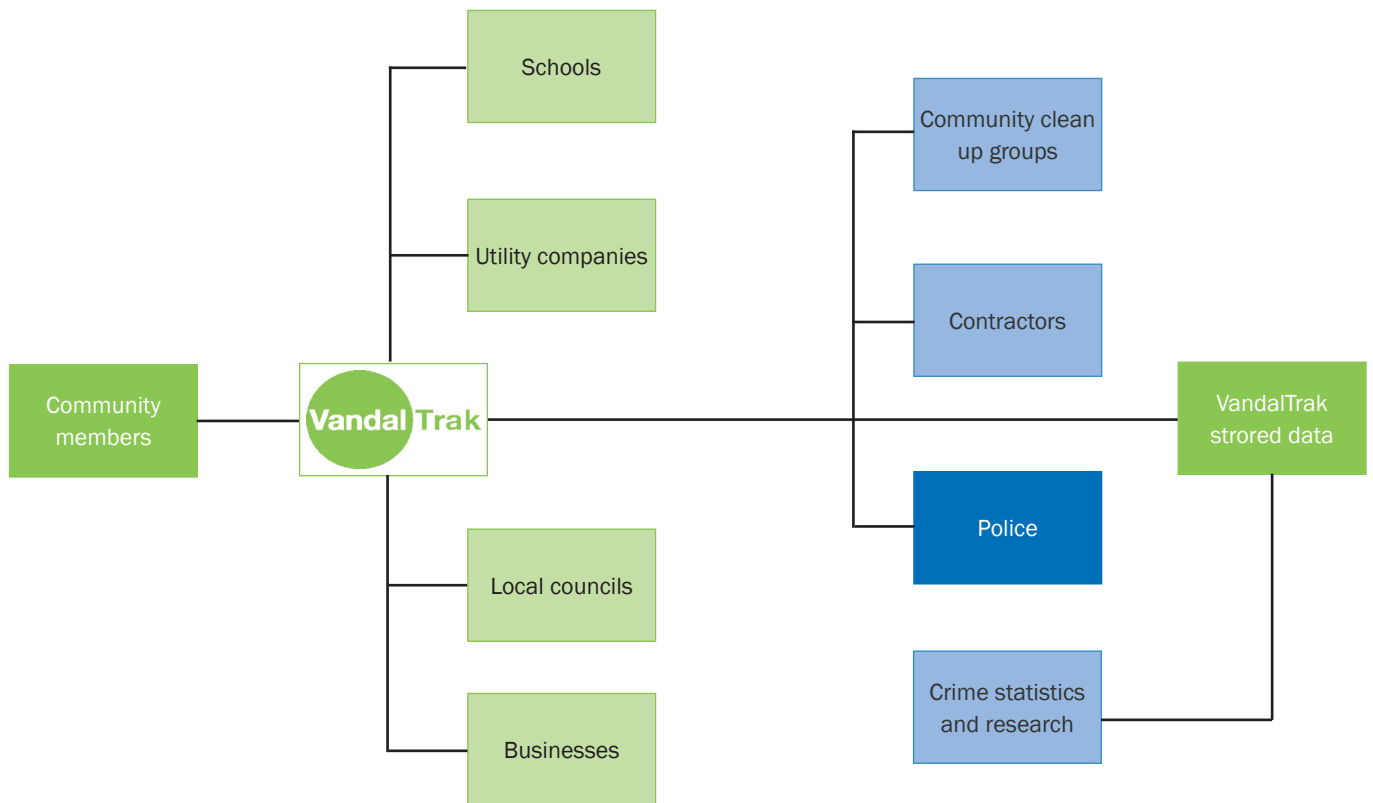 Schools
Community clean
up groups
Utility companies
Contractors
Community
members
VandalTrak
VandalTrak
strored data
Police
Local councils
Crime statistics
and research
Businesses